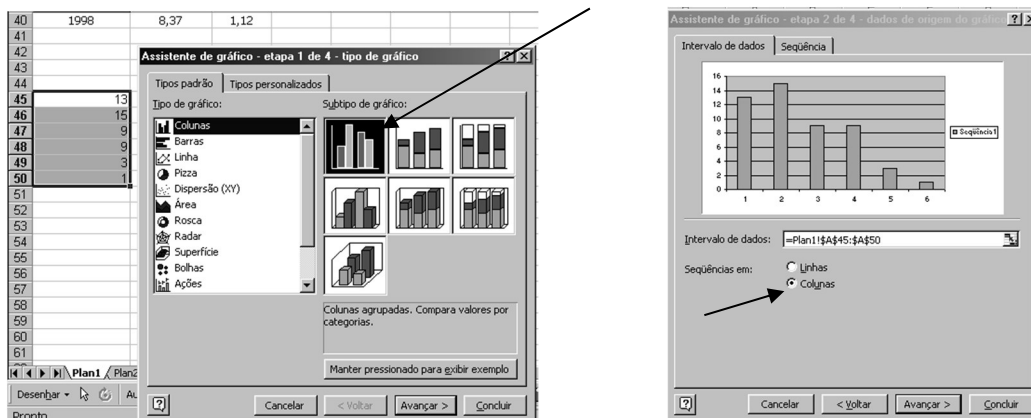 40 1998 8,37 1,12
41
42
43
44
45 13
46 15
47 9
48 9
49 3
50 1
51
52
53
54
55
56
57
58
59
60
61
Plan1 Plan2
Desenhar
Pronto
Assistente de gráfico - etapa 1 de 4 - tipo de gráfico
Tipos padrão Tipos personalizados
Tipo de gráfico: Subtipo de gráfico:
Colunas
Barras
Linha
Pizza
Dispersão (XY)
Área
Rosca
Radar
Superfície
Bolhas
Ações
Colunas agrupadas. Compara valores por
categorias.
Manter pressionado para exibir exemplo
Cancelar < Voltar Avançar > Concluir
Assistente de gráfico - etapa 2 de 4 - dados de origem do gráfico
Intervalo de dados Seqüência
16
14
12
10
8
6
4
2
0
1 2 3 4 5 6
Seqüência1
Intervalo de dados: =Plan1!$A$45:$A$50
Seqüências em: Linhas
Colunas
Cancelar < Voltar Avançar > Concluir